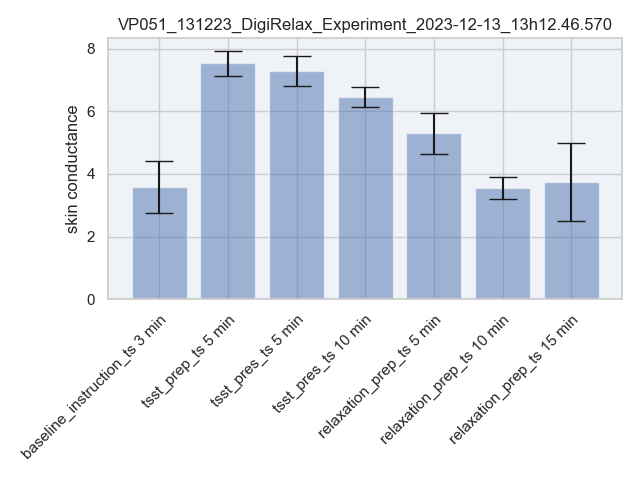 VP051_131223_DigiRelax_Experiment_2023-12-13_13h12.46.570
8
6
4
2
0
skin conductance
baseline_instruction_ts 3 min
tsst_prep_ts 5 min
tsst_pres_ts 5 min
tsst_pres_ts 10 min
relaxation_prep_ts 5 min
relaxation_prep_ts 10 min
relaxation_prep_ts 15 min